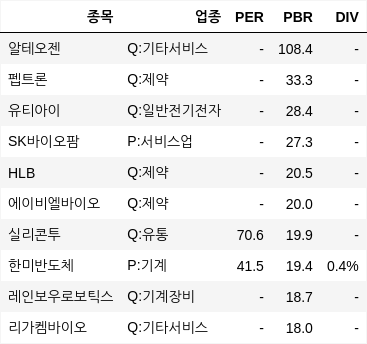 종목 업종 PER PBR DIV
알테오젠 Q:기타서비스 - 108.4 -
펩트론 Q:제약 - 33.3 -
유티아이 Q:일반전기전자 - 28.4 -
SK바이오팜 P:서비스업 - 27.3 -
HLB Q:제약 - 20.5 -
에이비엘바이오 Q:제약 - 20.0 -
실리콘투 Q:유통 70.6 19.9 -
한미반도체 P:기계 41.5 19.4 0.4%
레인보우로보틱스 Q:기계장비 - 18.7 -
리가켐바이오 Q:기타서비스 - 18.0 -